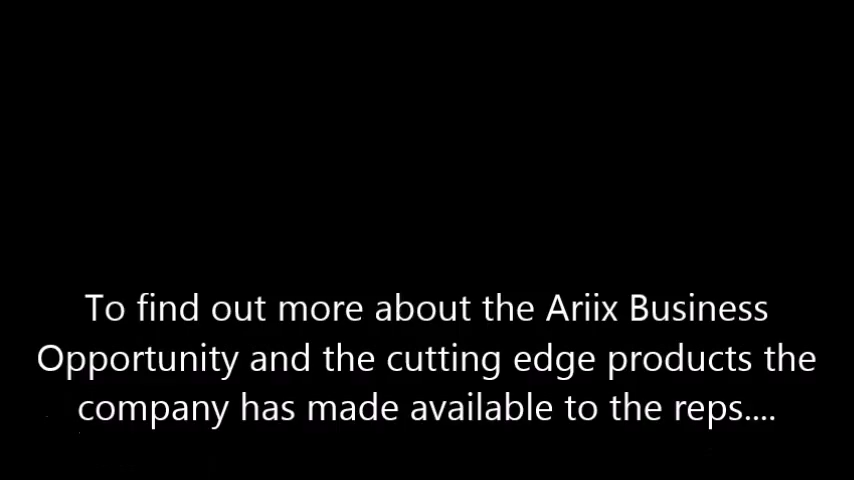 To find out more about the Ariix Business
Opportunity and the cutting edge products the
company has made available to the reps....